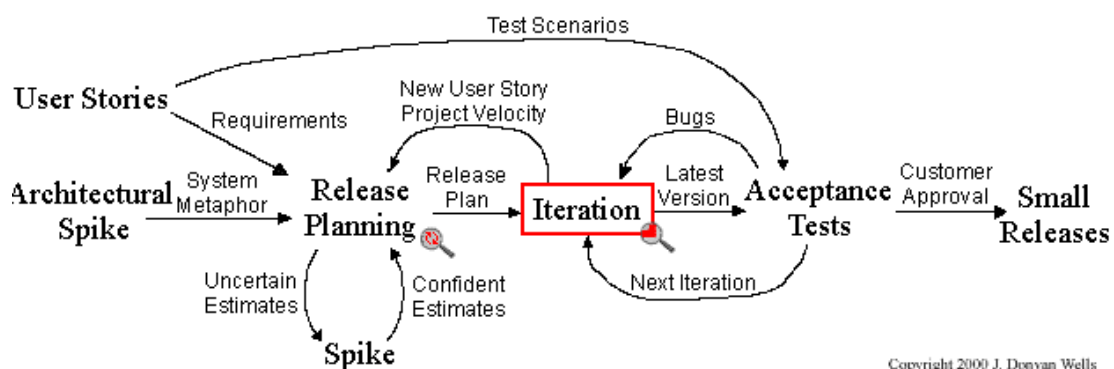 Test Scenarios
User Stories
New User Story
Project Velocity
Bugs
Requirements
Architectural
Spike
System
Metaphor
Release
Planning
Release
Plan
Iteration
Latest
Version
Acceptance
Tests
Customer
Approval
Small
Releases
Uncertain
Estimates
Confident
Estimates
Next Iteration
Spike
Copyright 2000 J. Donvan Wells